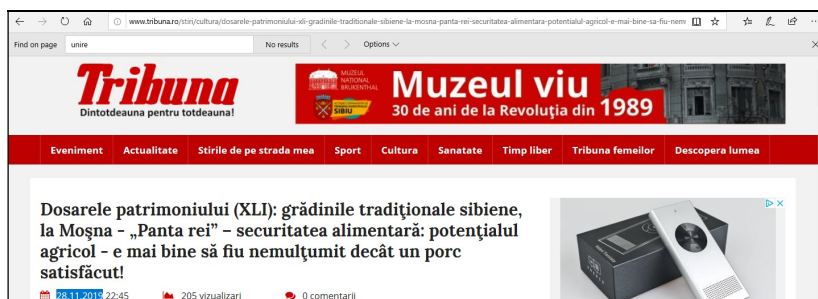 www.tribuna.ro/stiri/cultura/dosarele-patrimoniului-xli-gradinile-traditionale-sibiene-la-mosna-panta-rei-securitatea-alimentara-potentialul-agricol-e-mai-bine-sa-fiu-nem
Find on page unire No results Options
Tribuna
Dintotdeauna pentru totdeauna!
MUZEUL
NAŢIONAL
BRUKENTHAL
SIBIU
Muzeul viu
30 de ani de la Revoluţia din 1989
Eveniment Actualitate Stirile de pe strada mea Sport Cultura Sanatate Timp liber Tribuna femeilor Descopera lumea
Dosarele patrimoniului (XLI): grădinile tradiţionale sibiene,
la Moşna - „Panta rei” – securitatea alimentară: potenţialul
agricol - e mai bine să fiu nemulţumit decât un porc
satisfăcut!
28.11.2019 22:45 205 vizualizari 0 comentarii